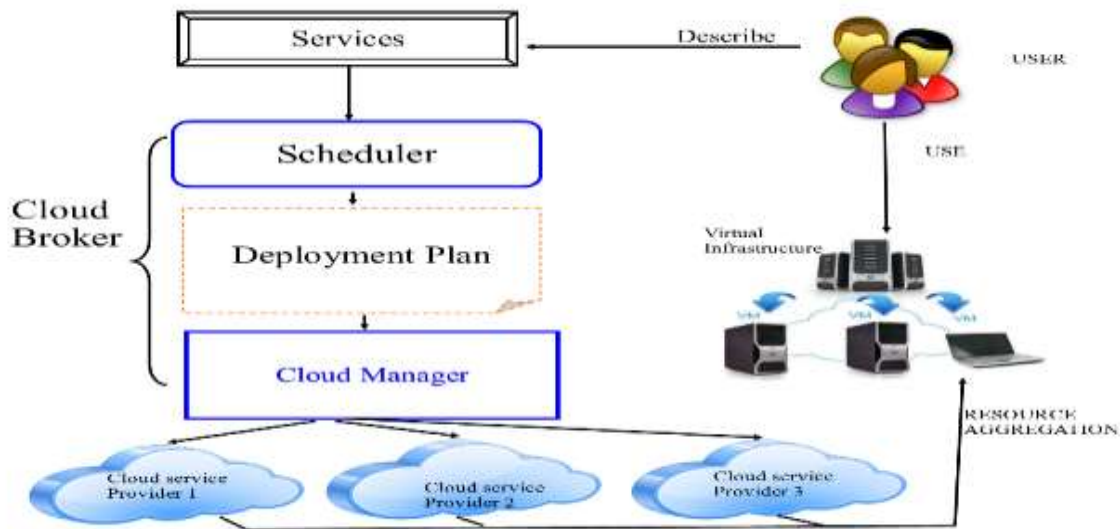 Services
Describe
USER
Scheduler
USE
Cloud
Broker
Deployment Plan
Virtual
Infrastructure
VM
VM
VM
Cloud Manager
RESOURCE
AGGREGATION
Cloud service
Provider 1
Cloud service
Provider 2
Cloud service
Provider 3